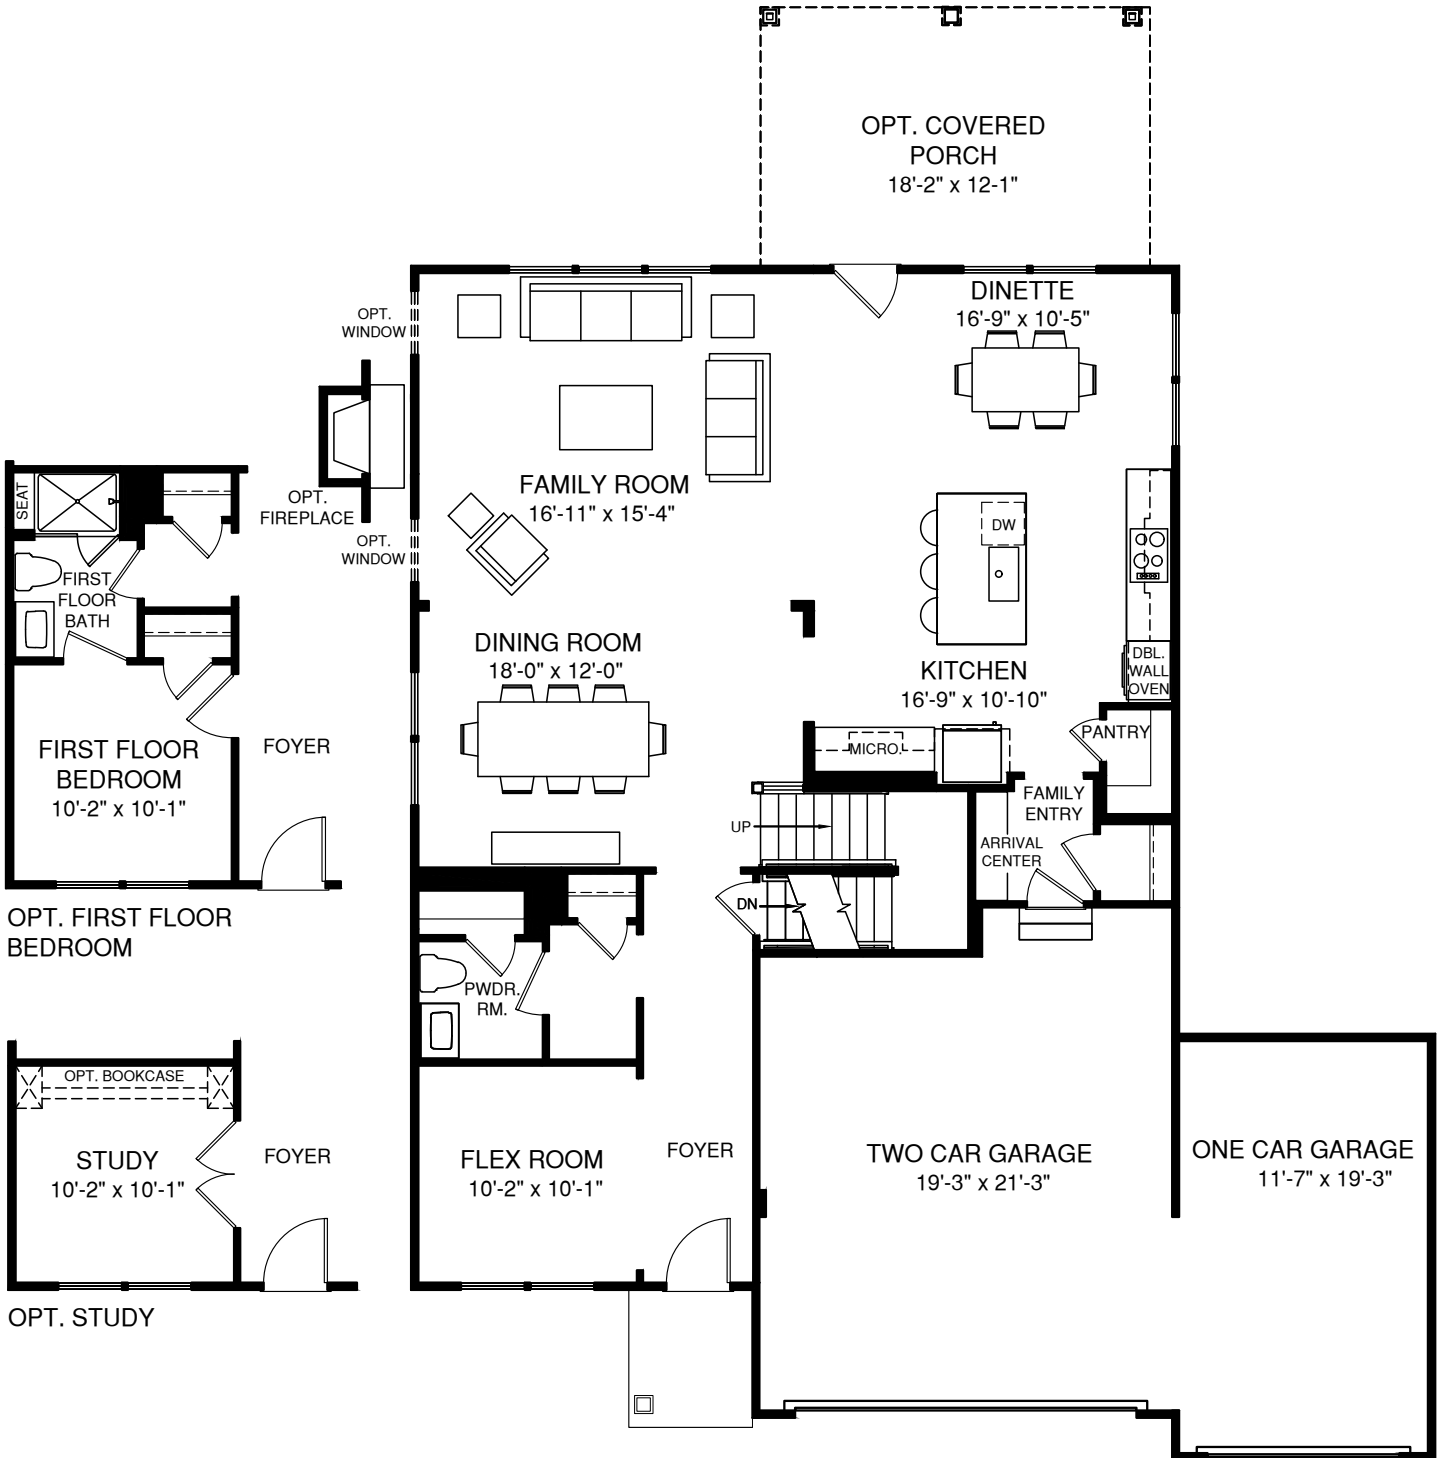 OPT. COVERED
PORCH
18'-2" x 12-1"
DINETTE
16'-9" x 10'-5"
OPT.
WINDOW
FAMILY ROOM
16'-11" x 15'-4"
OPT.
FIREPLACE
OPT.
WINDOW
DW
SEAT
FIRST
FLOOR
BATH
DINING ROOM
18'-0" x 12'-0"
KITCHEN
16'-9" x 10'-10"
DBL.
WALL
OVEN
PANTRY
MICRO.
FIRST FLOOR
BEDROOM
10'-2" x 10'-1"
FOYER
FAMILY
ENTRY
UP
ARRIVAL
CENTER
DN
OPT. FIRST FLOOR
BEDROOM
PWDR.
RM.
OPT. BOOKCASE
STUDY
10'-2" x 10'-1"
FOYER
FLEX ROOM
10'-2" x 10'-1"
FOYER
TWO CAR GARAGE
19'-3" x 21'-3"
ONE CAR GARAGE
11'-7" x 19'-3"
OPT. STUDY